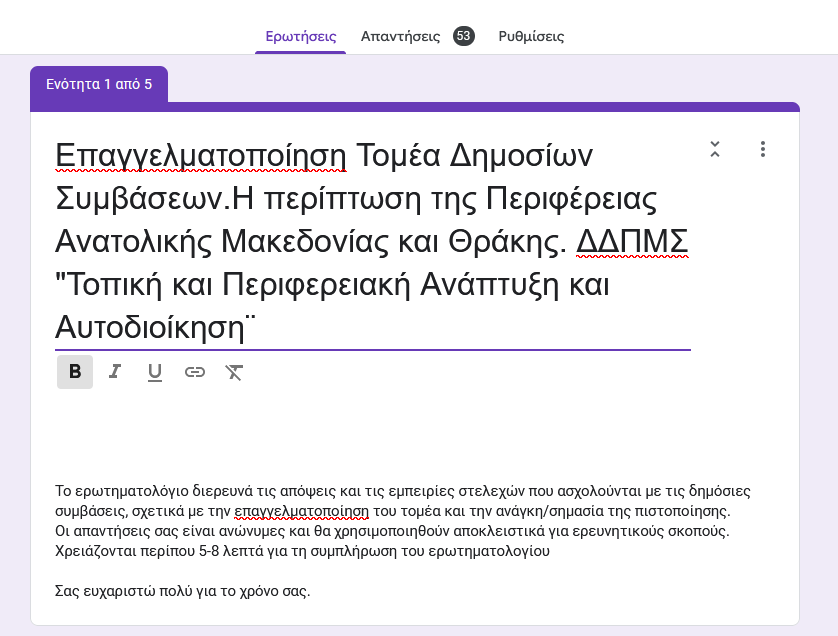 Ερωτήσεις Απαντήσεις 53 Ρυθμίσεις
Ενότητα 1 από 5
Επαγγελματοποίηση Τομέα Δημοσίων
Συμβάσεων.Η περίπτωση της Περιφέρειας
Ανατολικής Μακεδονίας και Θράκης. ΔΔΠΜΣ
"Τοπική και Περιφερειακή Ανάπτυξη και
Αυτοδιοίκηση¨
B I U
Το ερωτηματολόγιο διερευνά τις απόψεις και τις εμπειρίες στελεχών που ασχολούνται με τις δημόσιες
συμβάσεις, σχετικά με την επαγγελματοποίηση του τομέα και την ανάγκη/σημασία της πιστοποίησης.
Οι απαντήσεις σας είναι ανώνυμες και θα χρησιμοποιηθούν αποκλειστικά για ερευνητικούς σκοπούς.
Χρειάζονται περίπου 5-8 λεπτά για τη συμπλήρωση του ερωτηματολογίου
Σας ευχαριστώ πολύ για το χρόνο σας.